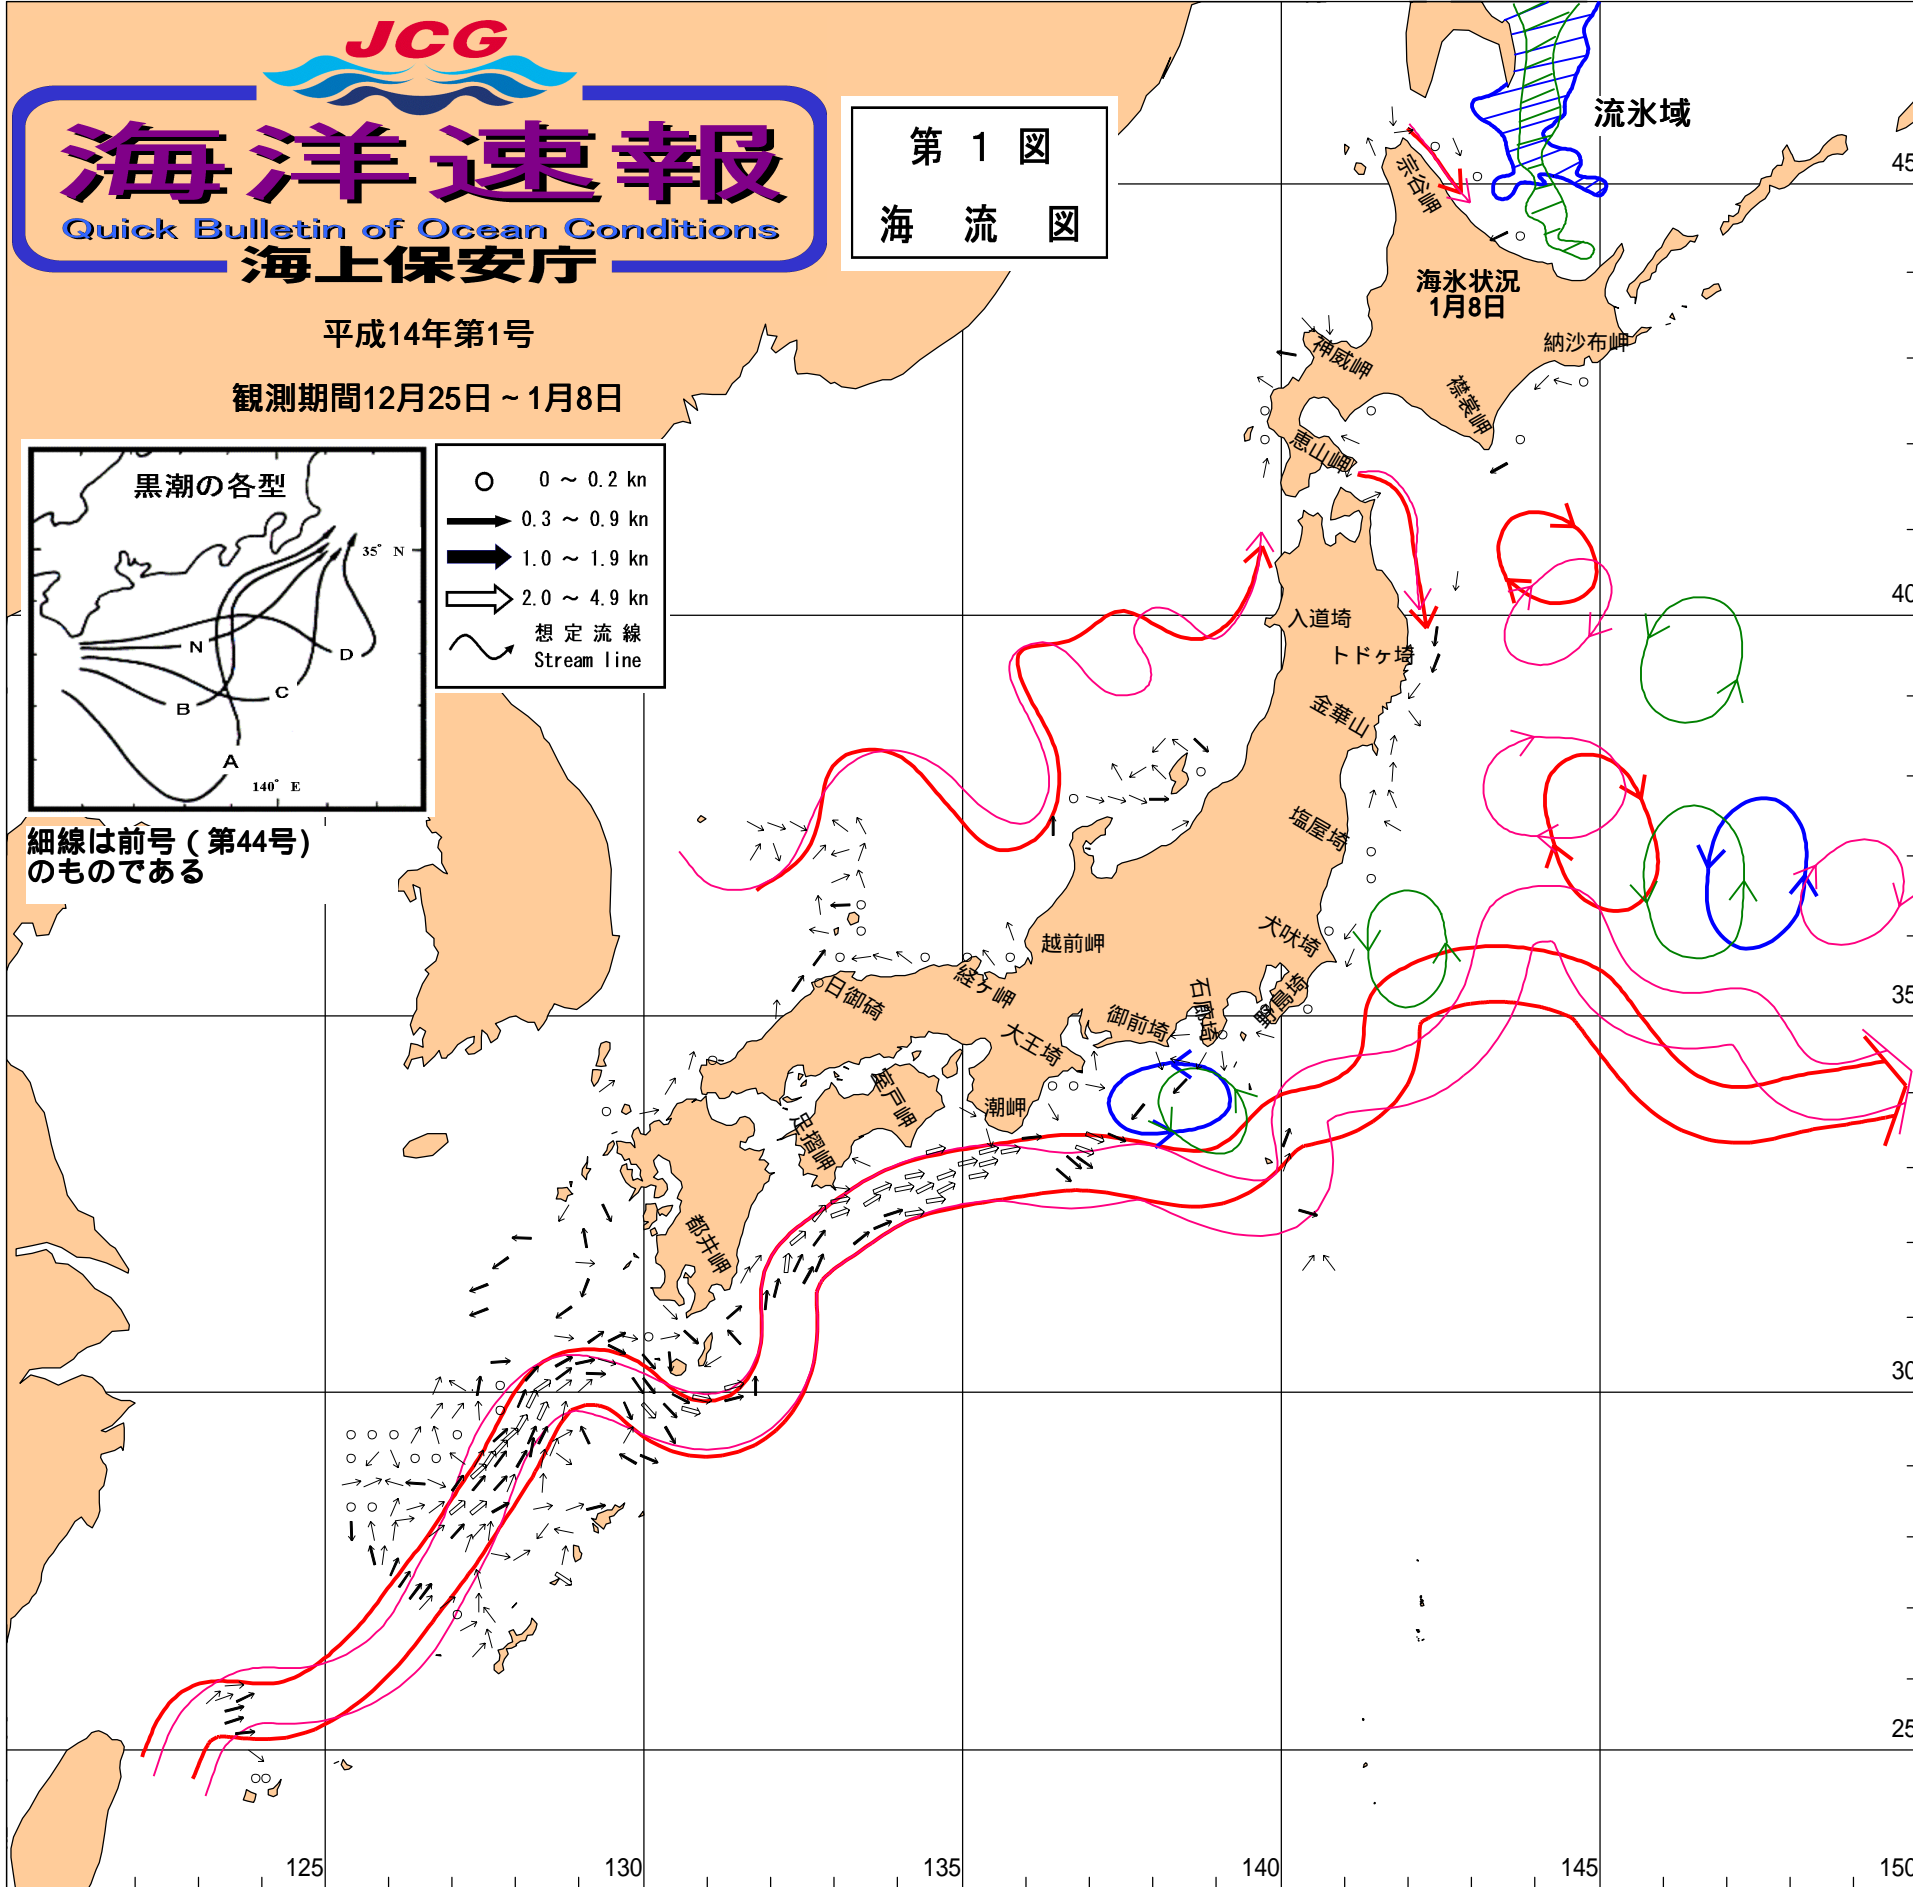 JCG
海洋速報
Quick Bulletin of Ocean Conditions
海上保安庁
平成14年第1号
観測期間12月25日~1月8日
第 1 図
海 流 図
黒潮の各型
35° N
N
D
C
B
A
140° E
0 ~ 0.2 kn
0.3 ~ 0.9 kn
1.0 ~ 1.9 kn
2.0 ~ 4.9 kn
想定流線
Stream line
細線は前号(第44号)
のものである
流氷域
宗谷岬
海氷状況
1月8日
納沙布岬
神威岬
襟裳岬
恵山岬
入道埼
トドヶ埼
金華山
塩屋埼
犬吠埼
越前岬
経ヶ岬
日御碕
石廊埼
野島埼
御前埼
大王埼
室戸岬
潮岬
足摺岬
都井岬
45
40
35
30
25
125
130
135
140
145
150